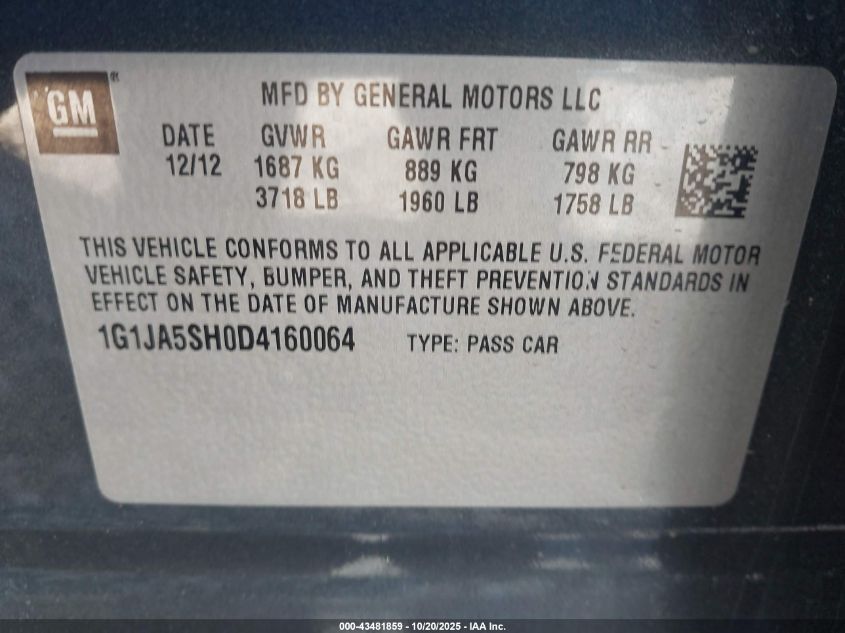 GM®
MFD BY GENERAL MOTORS LLC
DATE GVWR GAWR FRT GAWR RR
12/12 1687 KG 889 KG 798 KG
3718 LB 1960 LB 1758 LB
THIS VEHICLE CONFORMS TO ALL APPLICABLE U.S. FEDERAL MOTOR
VEHICLE SAFETY, BUMPER, AND THEFT PREVENTION STANDARDS IN
EFFECT ON THE DATE OF MANUFACTURE SHOWN ABOVE.
1G1JA5SH0D4160064 TYPE: PASS CAR
000-43481859 - 10/20/2025 - IAA Inc.